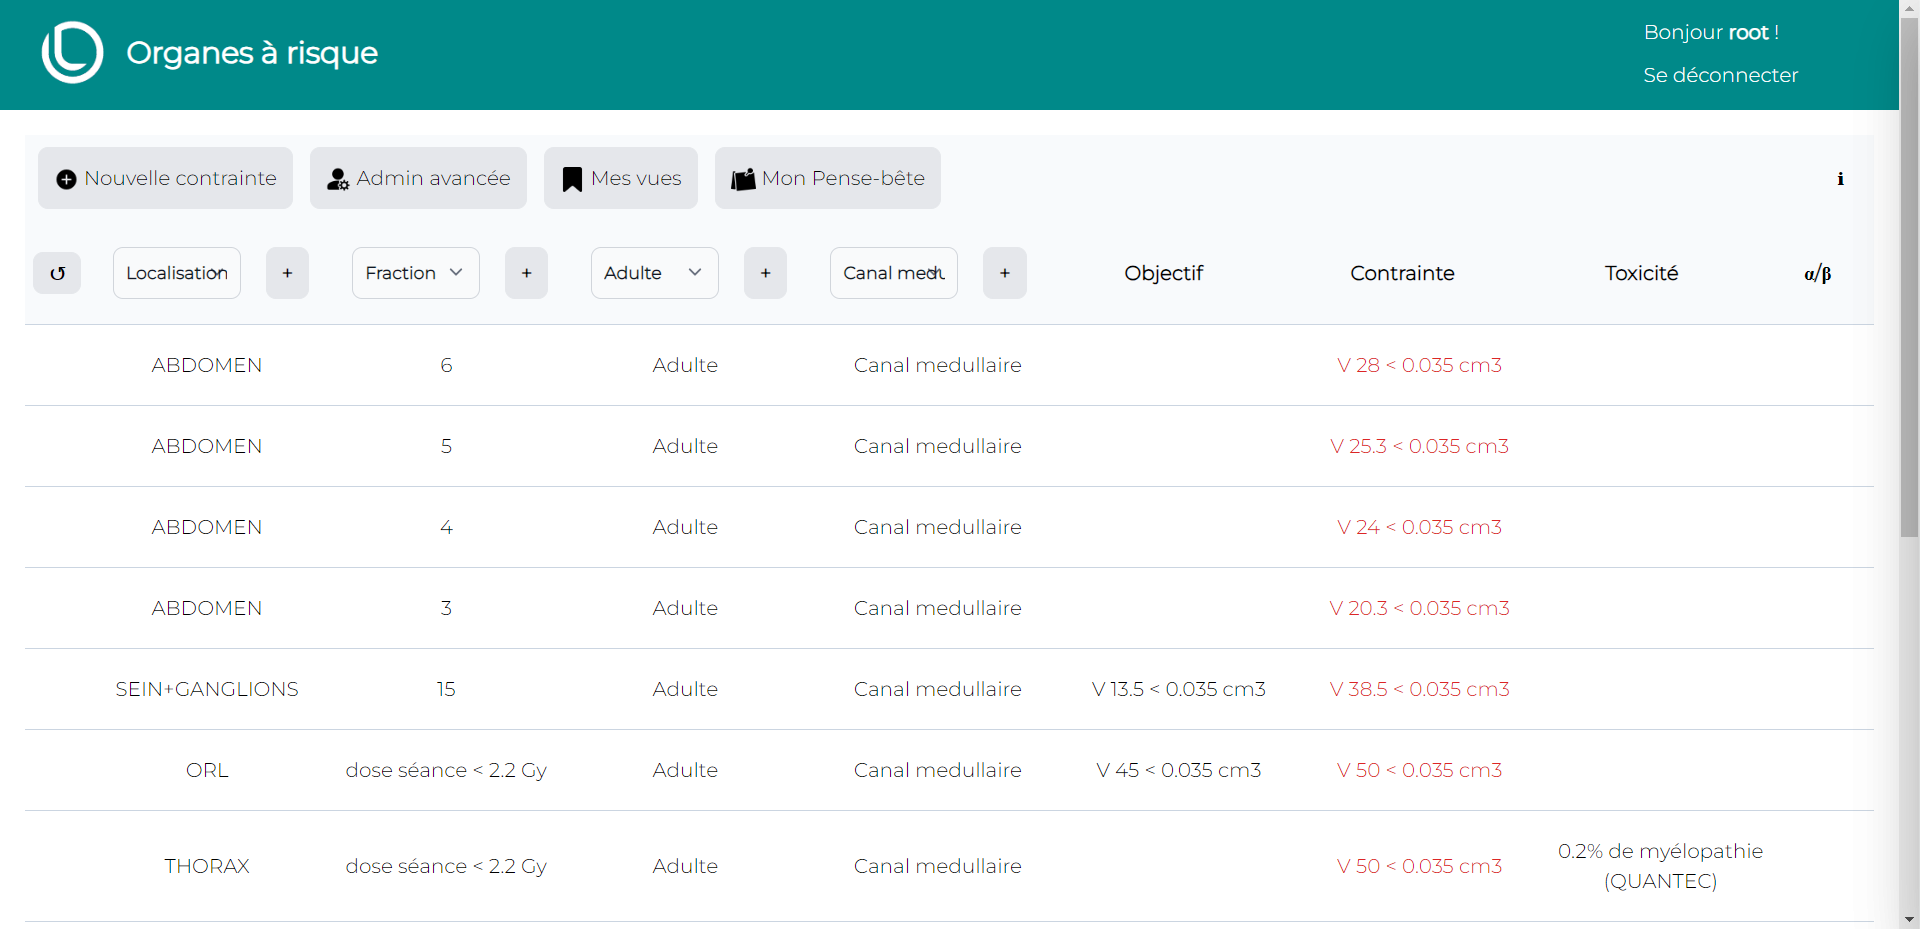 Organes à risque
Bonjour root !
Se déconnecter
Nouvelle contrainte Admin avancée Mes vues Mon Pense-bête i
↺ Localisation + Fraction + Adulte + Canal medu + Objectif Contrainte Toxicité α/β
ABDOMEN 6 Adulte Canal medullaire V 28 < 0.035 cm3
ABDOMEN 5 Adulte Canal medullaire V 25.3 < 0.035 cm3
ABDOMEN 4 Adulte Canal medullaire V 24 < 0.035 cm3
ABDOMEN 3 Adulte Canal medullaire V 20.3 < 0.035 cm3
SEIN+GANGLIONS 15 Adulte Canal medullaire V 13.5 < 0.035 cm3 V 38.5 < 0.035 cm3
ORL dose séance < 2.2 Gy Adulte Canal medullaire V 45 < 0.035 cm3 V 50 < 0.035 cm3
THORAX dose séance < 2.2 Gy Adulte Canal medullaire V 50 < 0.035 cm3 0.2% de myélopathie
(QUANTEC)